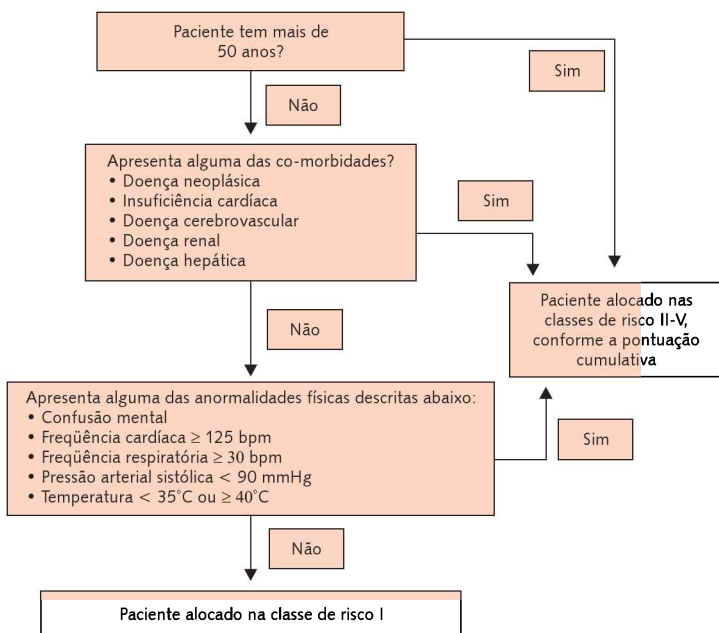 Paciente tem mais de
50 anos?
Sim
Não
Apresenta alguma das co-morbidades?
• Doença neoplásica
• Insuficiência cardíaca
• Doença cerebrovascular
• Doença renal
• Doença hepática
Sim
Não
Paciente alocado nas
classes de risco II-V,
conforme a pontuação
cumulativa
Apresenta alguma das anormalidades físicas descritas abaixo:
• Confusão mental
• Freqüência cardíaca ≥ 125 bpm
• Freqüência respiratória ≥ 30 bpm
• Pressão arterial sistólica < 90 mmHg
• Temperatura < 35°C ou ≥ 40°C
Sim
Não
Paciente alocado na classe de risco I